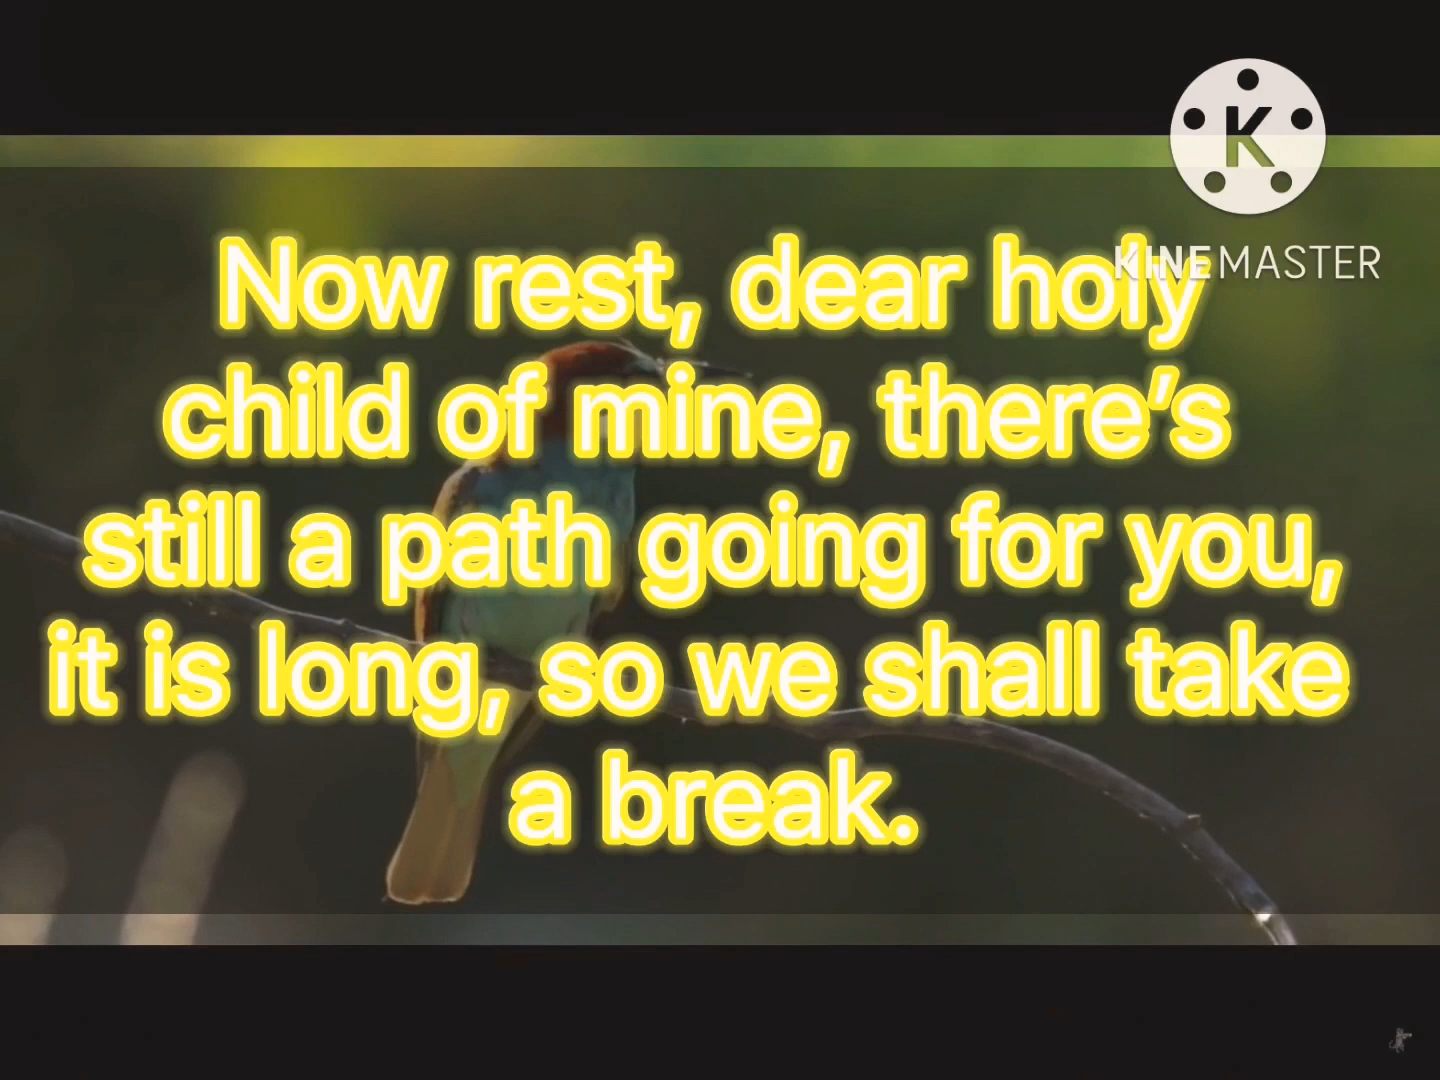 K
KINEMASTER
Now rest, dear holy
child of mine, there’s
still a path going for you,
it is long, so we shall take
a break.